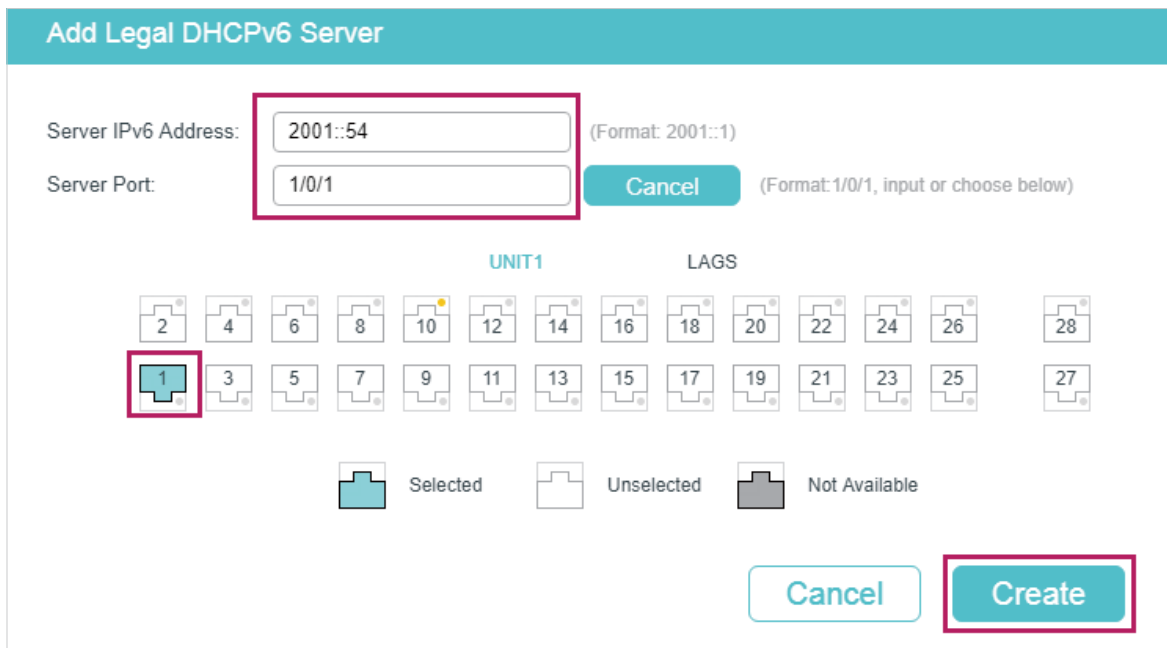 Add Legal DHCPv6 Server
Server IPv6 Address: 2001::54 (Format: 2001::1)
Server Port: 1/0/1 Cancel (Format:1/0/1, input or choose below)
UNIT1 LAGS
2 4 6 8 10 12 14 16 18 20 22 24 26 28
1 3 5 7 9 11 13 15 17 19 21 23 25 27
Selected Unselected Not Available
Cancel Create